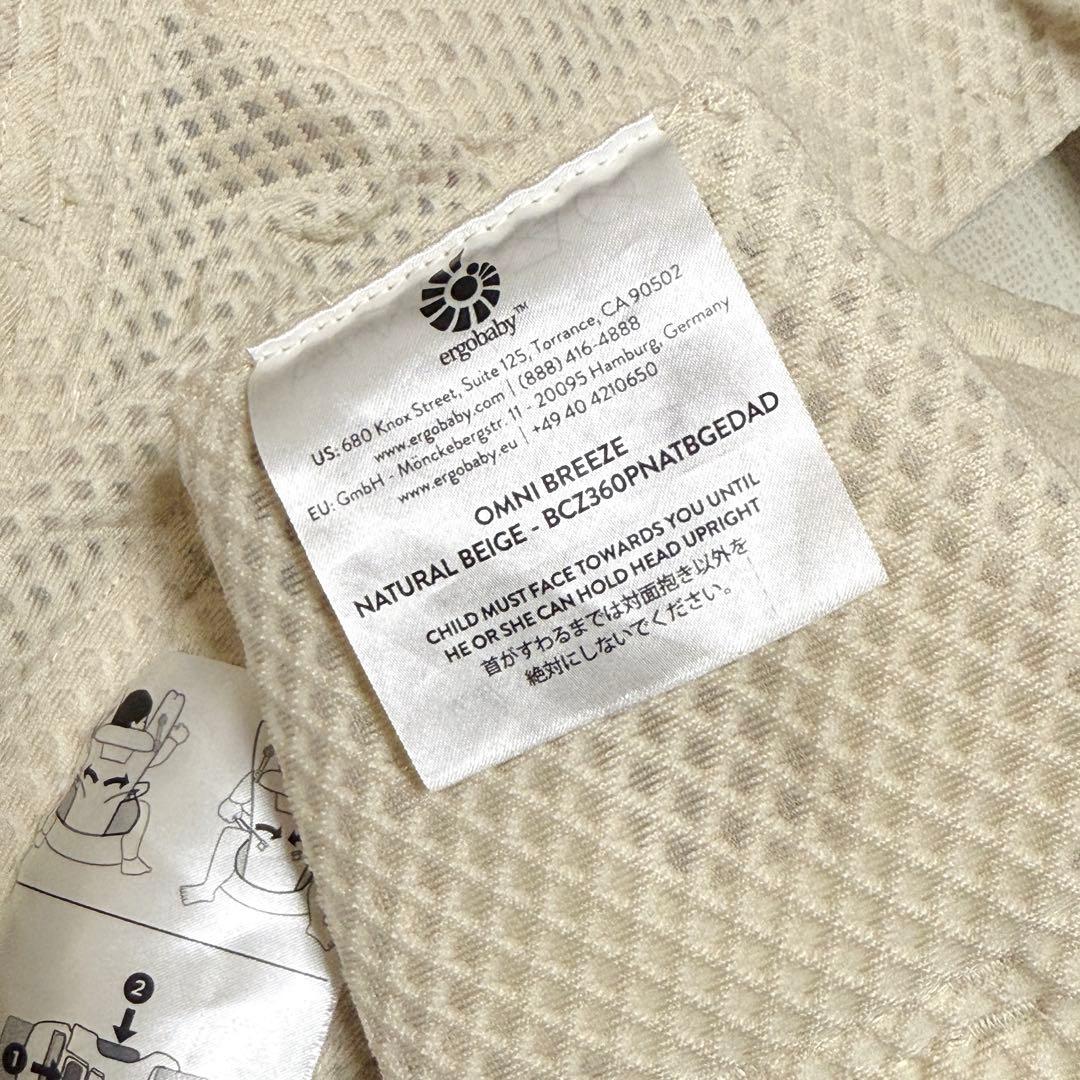 ergobaby™
US: 680 Knox Street, Suite 125, Torrance, CA 90502
www.ergobaby.com | (888) 416-4888
EU: GmbH - Mönckebergstr. 11 - 20095 Hamburg, Germany
www.ergobaby.eu | +49 40 4210650
OMNI BREEZE
NATURAL BEIGE - BCZ360PNATBGEDAD
CHILD MUST FACE TOWARDS YOU UNTIL
HE OR SHE CAN HOLD HEAD UPRIGHT
首がすわるまでは対面抱き以外を
絶対にしないでください。
2
1